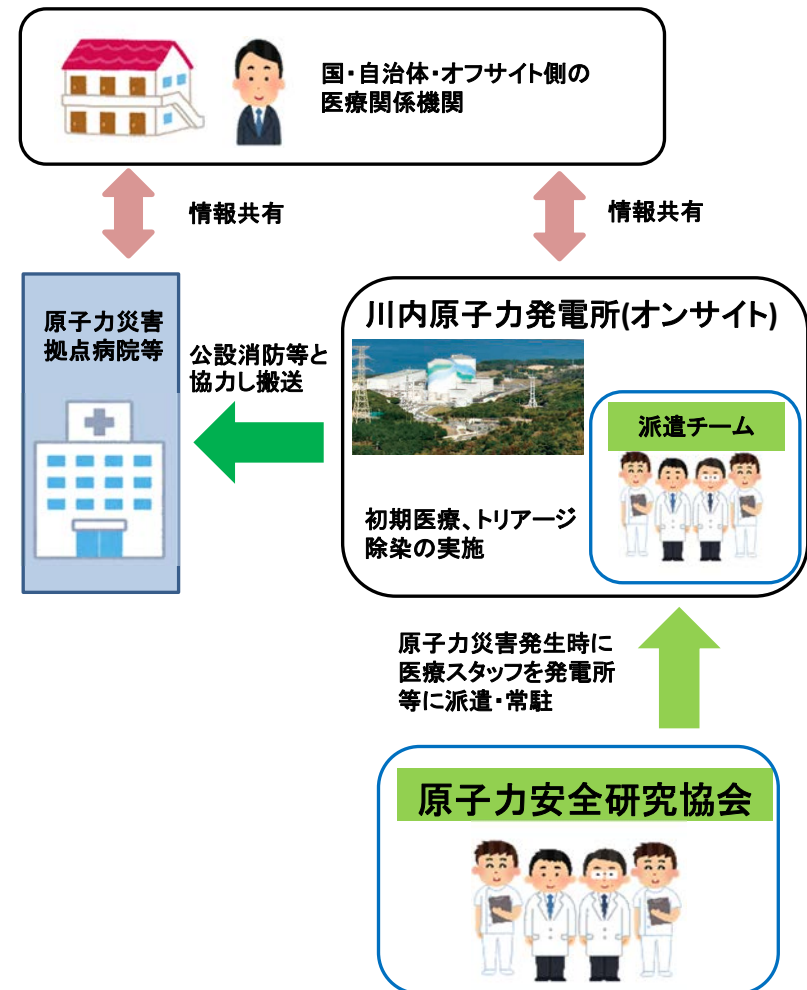 国・自治体・オフサイト側の
医療関係機関
情報共有
情報共有
原子力災害
拠点病院等
公設消防等と
協力し搬送
川内原子力発電所(オンサイト)
派遣チーム
初期医療、トリアージ
除染の実施
原子力災害発生時に
医療スタッフを発電所
等に派遣・常駐
原子力安全研究協会